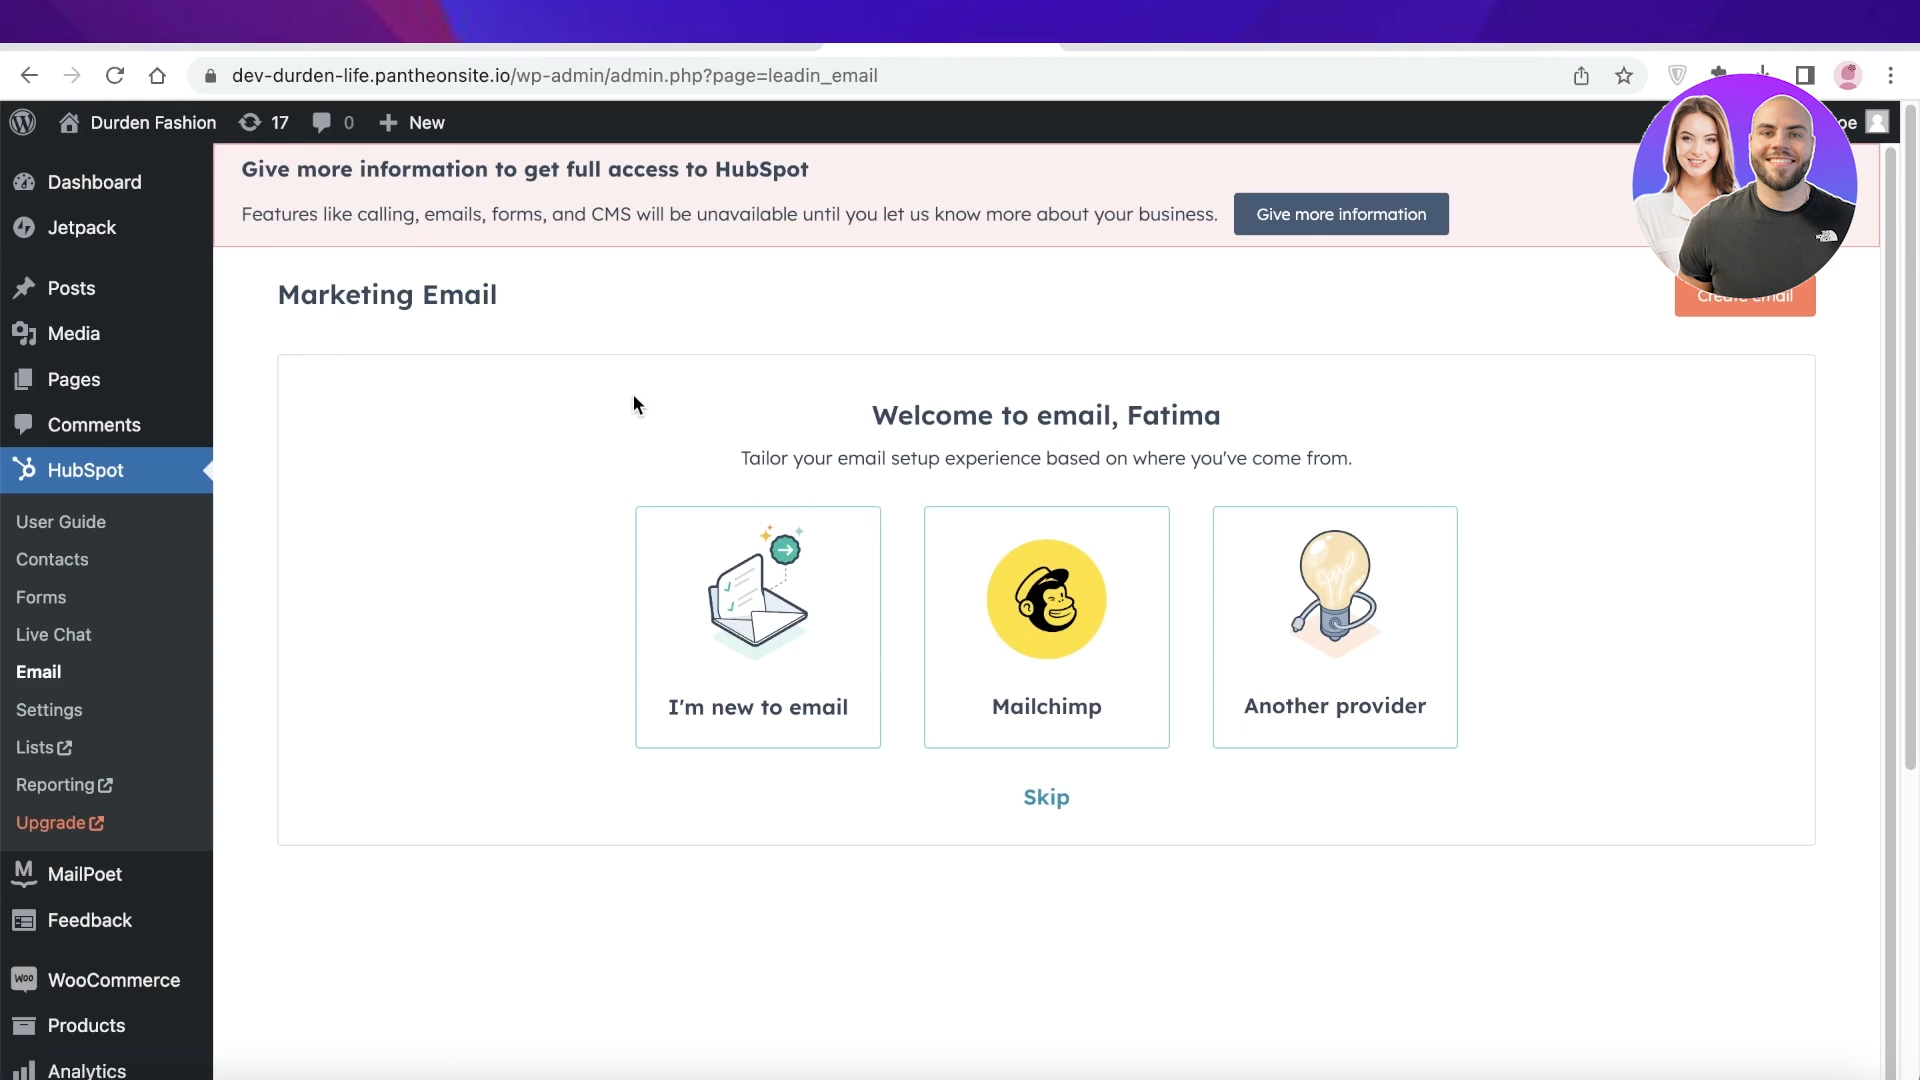 dev-durden-life.pantheonsite.io/wp-admin/admin.php?page=leadin_email
Durden Fashion 17 0 New
Dashboard
Jetpack
Posts
Media
Pages
Comments
HubSpot
User Guide
Contacts
Forms
Live Chat
Email
Settings
Lists
Reporting
Upgrade
MailPoet
Feedback
WooCommerce
Products
Analytics
Give more information to get full access to HubSpot
Features like calling, emails, forms, and CMS will be unavailable until you let us know more about your business.
Give more information
Marketing Email
Create email
Welcome to email, Fatima
Tailor your email setup experience based on where you've come from.
I'm new to email
Mailchimp
Another provider
Skip